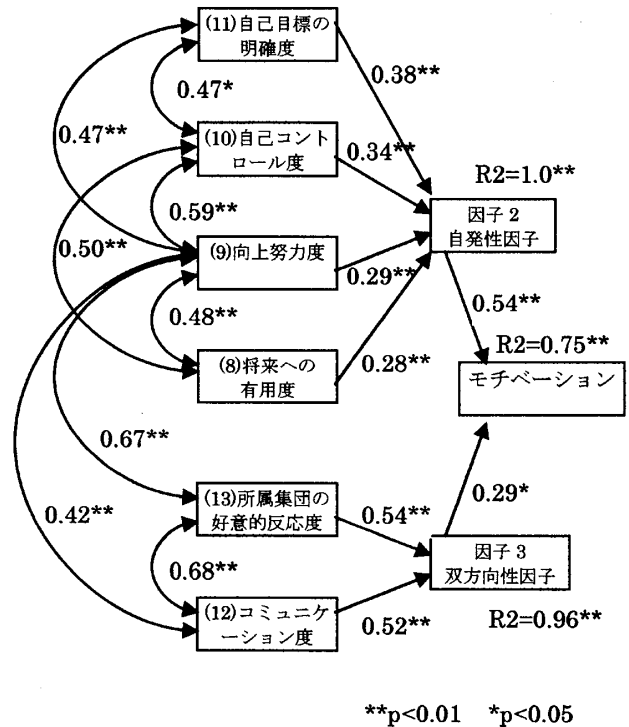 (11)自己目標の
明確度
0.38**
0.47*
0.47**
(10)自己コント
ロール度
0.34**
R2=1.0**
因子2
自発性因子
0.59**
0.50**
(9)向上努力度
0.29**
0.54**
0.48**
R2=0.75**
モチベーション
(8)将来への
有用度
0.28**
0.67**
0.42**
(13)所属集団の
好意的反応度
0.54**
0.29*
因子3
双方向性因子
0.68**
(12)コミュニケ
ーション度
0.52**
R2=0.96**
**p<0.01 *p<0.05